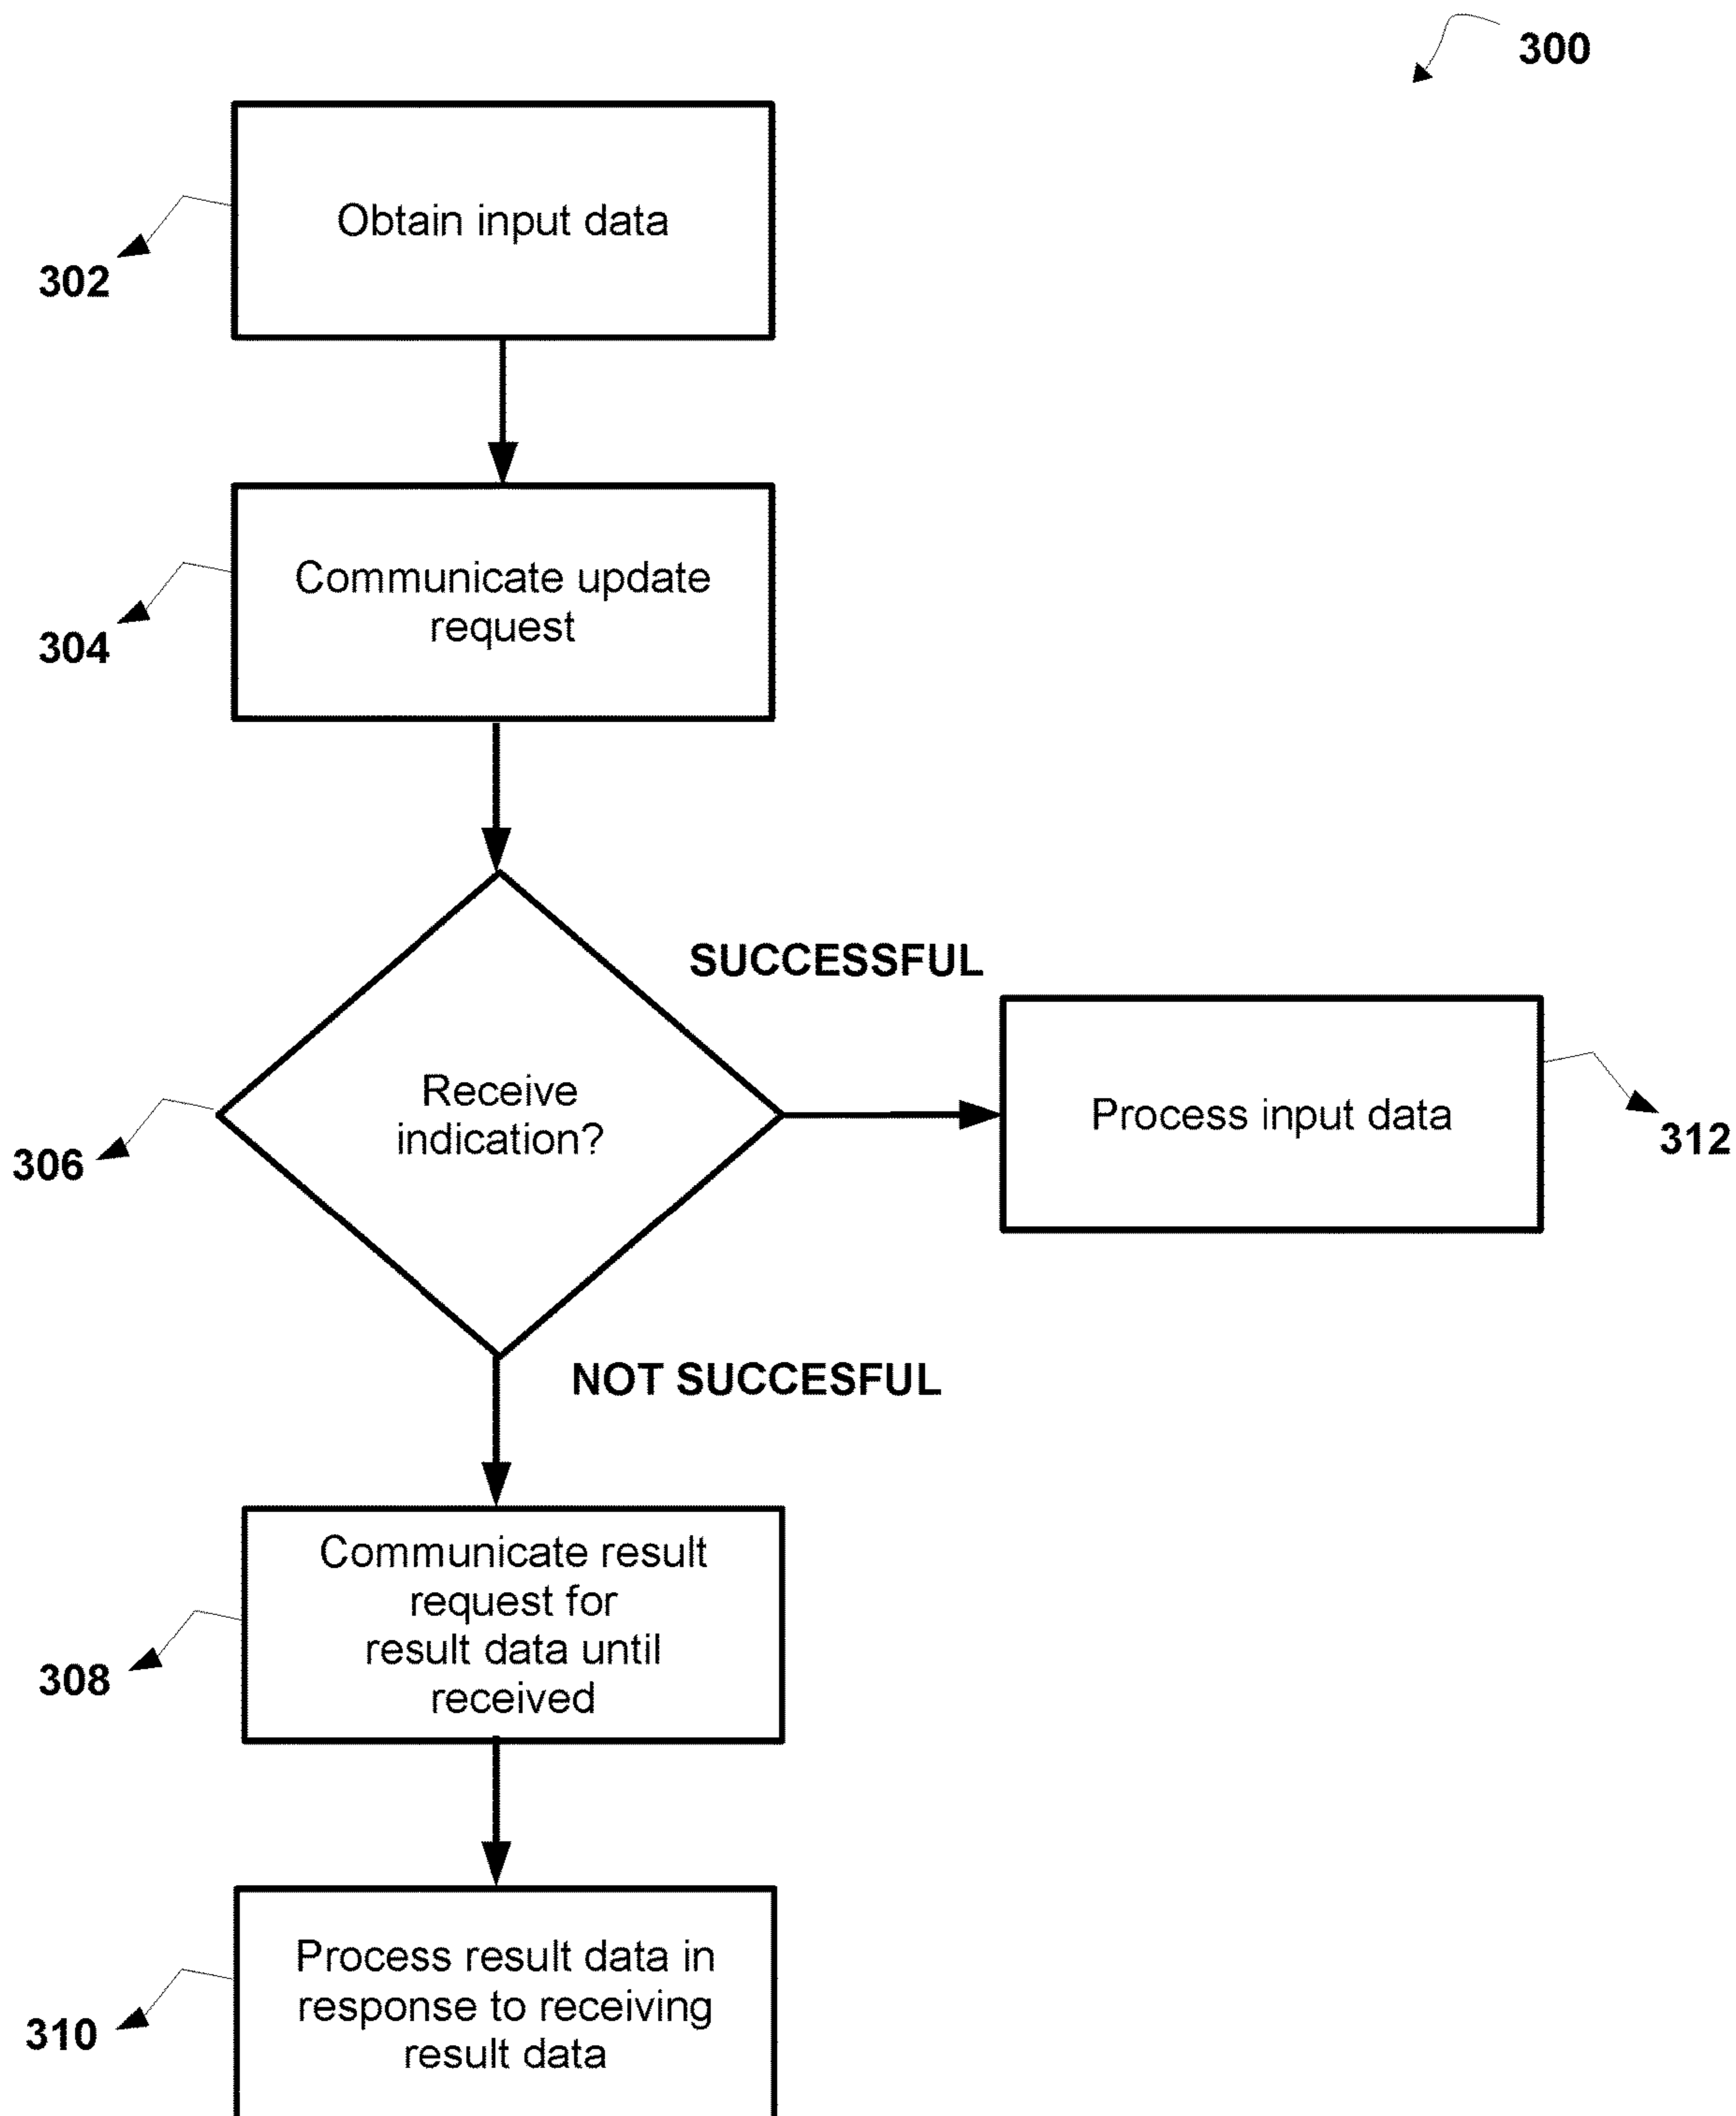 300
Obtain input data
302
Communicate update
request
304
SUCCESSFUL
Receive
indication?
306
Process input data
312
NOT SUCCESFUL
Communicate result
request for
result data until
received
308
Process result data in
response to receiving
result data
310